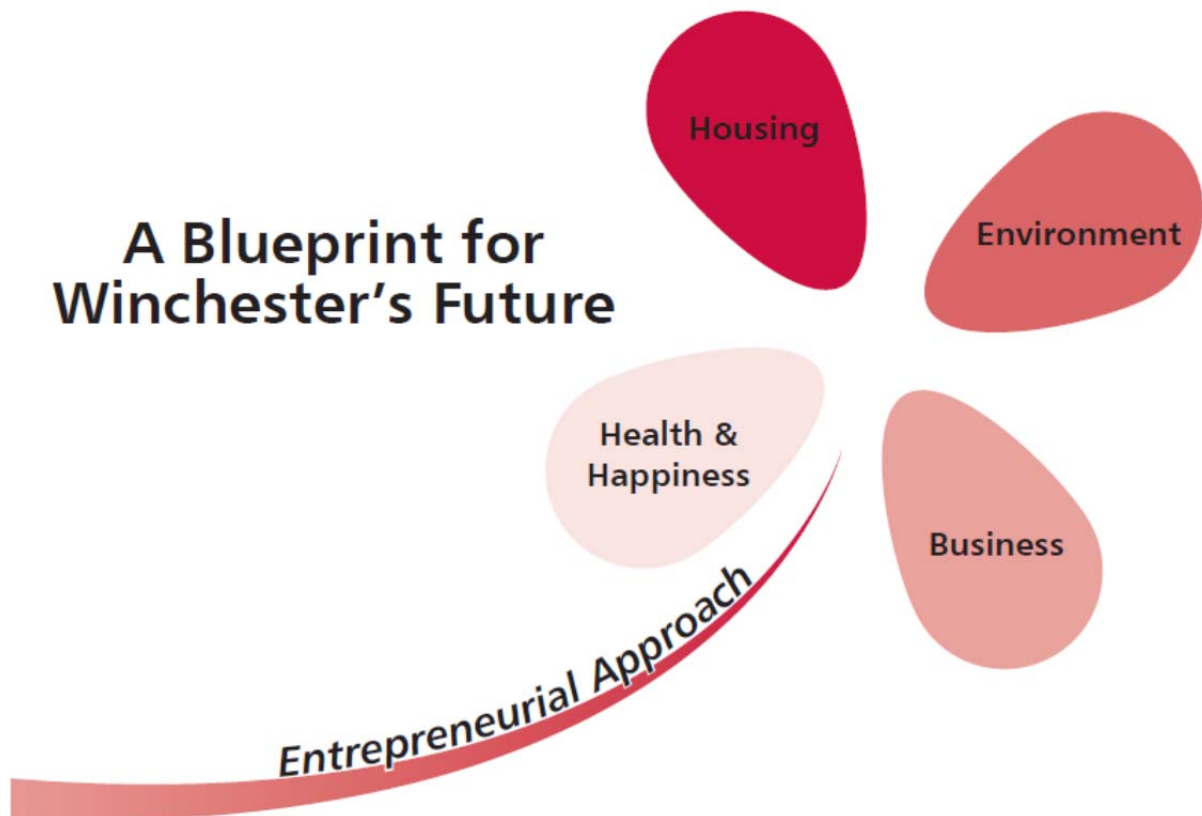 A Blueprint for
Winchester’s Future
Housing
Environment
Health &
Happiness
Business
Entrepreneurial Approach